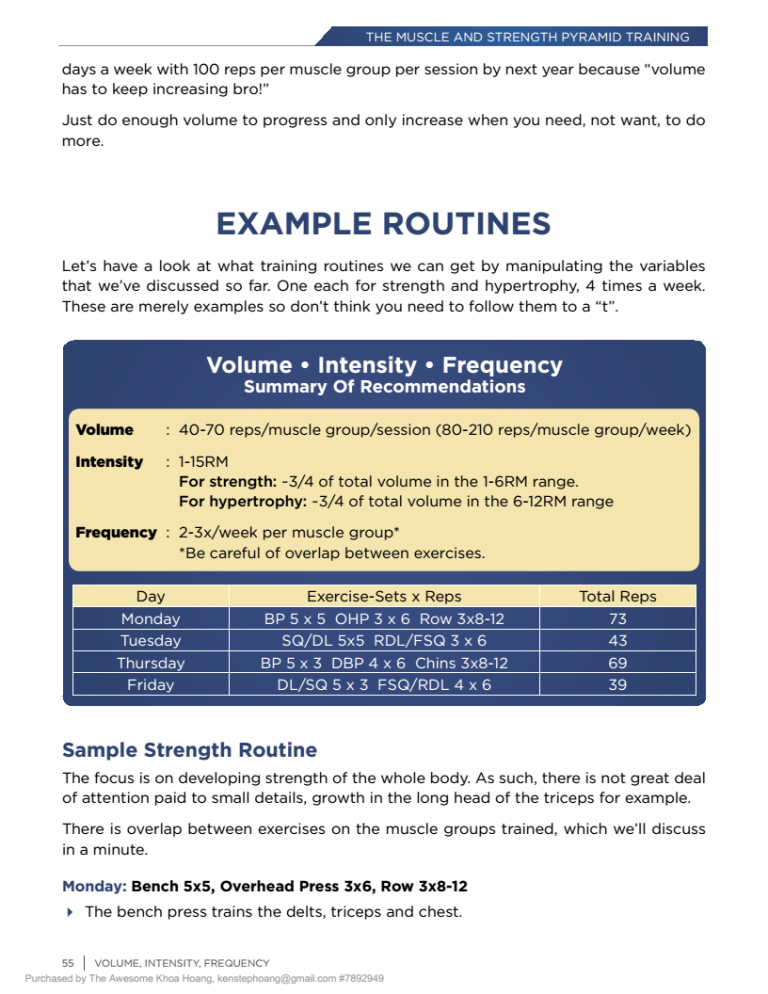 THE MUSCLE AND STRENGTH PYRAMID TRAINING
days a week with 100 reps per muscle group per session by next year because “volume
has to keep increasing bro!”
Just do enough volume to progress and only increase when you need, not want, to do
more.
EXAMPLE ROUTINES
Let’s have a look at what training routines we can get by manipulating the variables
that we’ve discussed so far. One each for strength and hypertrophy, 4 times a week.
These are merely examples so don’t think you need to follow them to a “t”.
Volume • Intensity • Frequency
Summary Of Recommendations
Volume : 40-70 reps/muscle group/session (80-210 reps/muscle group/week)
Intensity : 1-15RM
For strength: ~3/4 of total volume in the 1-6RM range.
For hypertrophy: ~3/4 of total volume in the 6-12RM range
Frequency : 2-3x/week per muscle group*
*Be careful of overlap between exercises.
Day Exercise-Sets x Reps Total Reps
Monday BP 5 x 5 OHP 3 x 6 Row 3x8-12 73
Tuesday SQ/DL 5x5 RDL/FSQ 3 x 6 43
Thursday BP 5 x 3 DBP 4 x 6 Chins 3x8-12 69
Friday DL/SQ 5 x 3 FSQ/RDL 4 x 6 39
Sample Strength Routine
The focus is on developing strength of the whole body. As such, there is not great deal
of attention paid to small details, growth in the long head of the triceps for example.
There is overlap between exercises on the muscle groups trained, which we’ll discuss
in a minute.
Monday: Bench 5x5, Overhead Press 3x6, Row 3x8-12
The bench press trains the delts, triceps and chest.
55 | VOLUME, INTENSITY, FREQUENCY
Purchased by The Awesome Khoa Hoang, kenstephoang@gmail.com #7892949